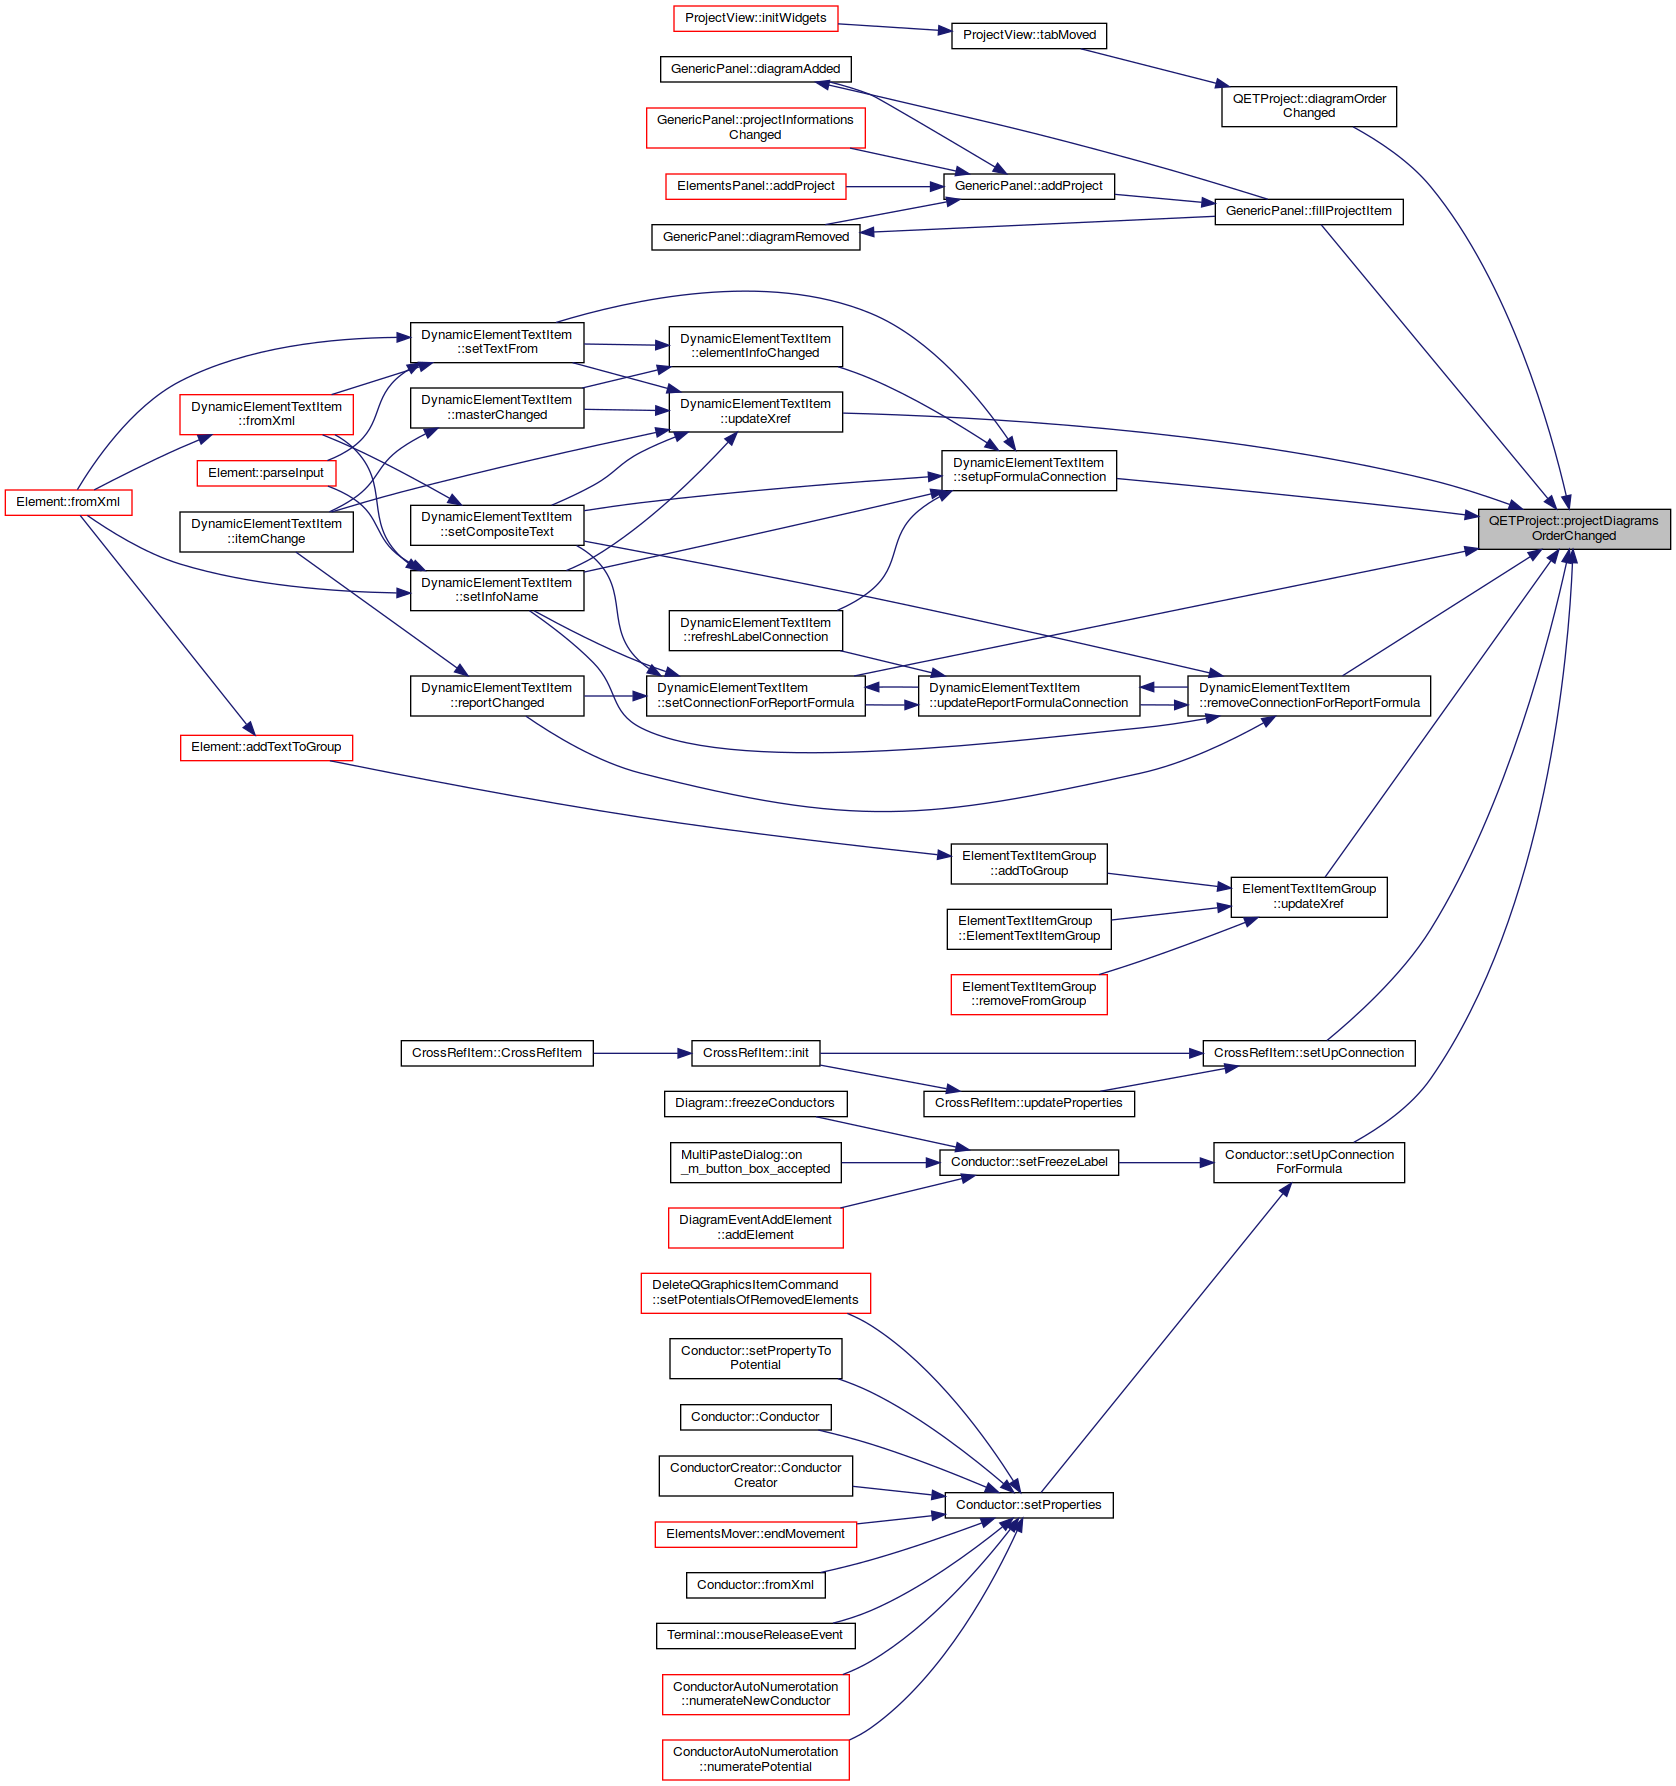 ProjectView::initWidgets
ProjectView::tabMoved
GenericPanel::diagramAdded
QETProject::diagramOrder
Changed
GenericPanel::projectInformations
Changed
ElementsPanel::addProject
GenericPanel::addProject
GenericPanel::fillProjectItem
GenericPanel::diagramRemoved
DynamicElementTextItem
::setTextFrom
DynamicElementTextItem
::elementInfoChanged
DynamicElementTextItem
::fromXml
DynamicElementTextItem
::masterChanged
DynamicElementTextItem
::updateXref
Element::parseInput
DynamicElementTextItem
::setupFormulaConnection
Element::fromXml
DynamicElementTextItem
::itemChange
DynamicElementTextItem
::setCompositeText
QETProject::projectDiagrams
OrderChanged
DynamicElementTextItem
::setInfoName
DynamicElementTextItem
::refreshLabelConnection
DynamicElementTextItem
::reportChanged
DynamicElementTextItem
::setConnectionForReportFormula
DynamicElementTextItem
::updateReportFormulaConnection
DynamicElementTextItem
::removeConnectionForReportFormula
Element::addTextToGroup
ElementTextItemGroup
::addToGroup
ElementTextItemGroup
::updateXref
ElementTextItemGroup
::ElementTextItemGroup
ElementTextItemGroup
::removeFromGroup
CrossRefItem::CrossRefItem
CrossRefItem::init
CrossRefItem::setUpConnection
Diagram::freezeConductors
CrossRefItem::updateProperties
MultiPasteDialog::on
_m_button_box_accepted
Conductor::setFreezeLabel
Conductor::setUpConnection
ForFormula
DiagramEventAddElement
::addElement
DeleteQGraphicsItemCommand
::setPotentialsOfRemovedElements
Conductor::setPropertyTo
Potential
Conductor::Conductor
ConductorCreator::Conductor
Creator
Conductor::setProperties
ElementsMover::endMovement
Conductor::fromXml
Terminal::mouseReleaseEvent
ConductorAutoNumerotation
::numerateNewConductor
ConductorAutoNumerotation
::numeratePotential